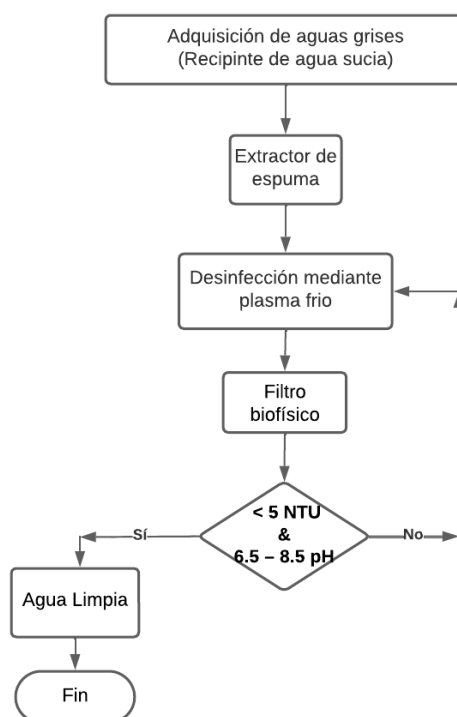 Adquisición de aguas grises
(Recipinte de agua sucia)
Extractor de
espuma
Desinfección mediante
plasma frio
Filtro
biofísico
< 5 NTU
&
6.5 – 8.5 pH
Sí
No
Agua Limpia
Fin